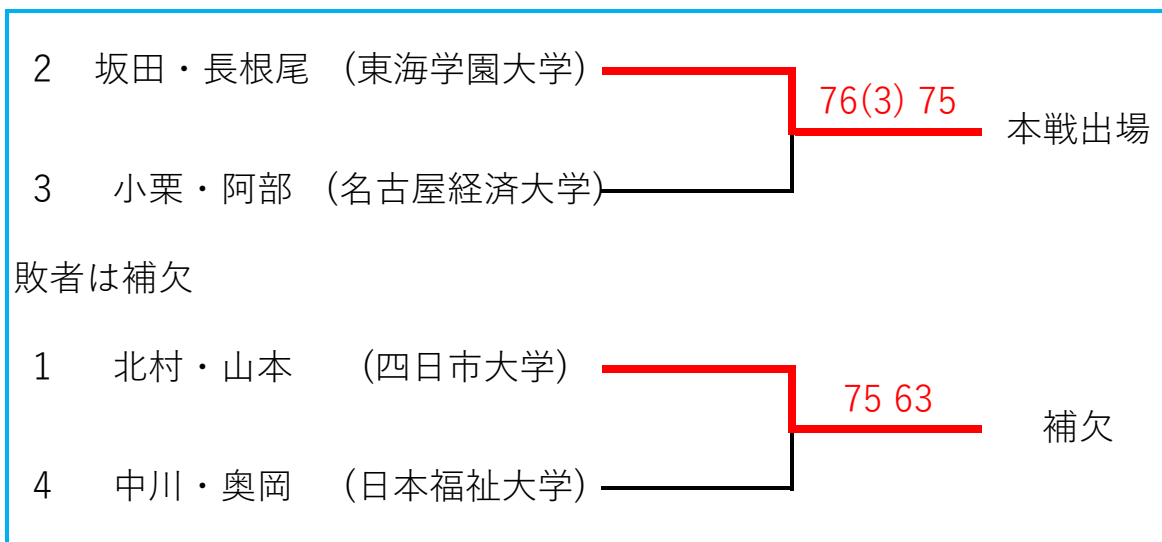 2 坂田・長根尾 (東海学園大学)
76(3) 75
本戦出場
3 小栗・阿部 (名古屋経済大学)
敗者は補欠
1 北村・山本 (四日市大学)
75 63
補欠
4 中川・奥岡 (日本福祉大学)